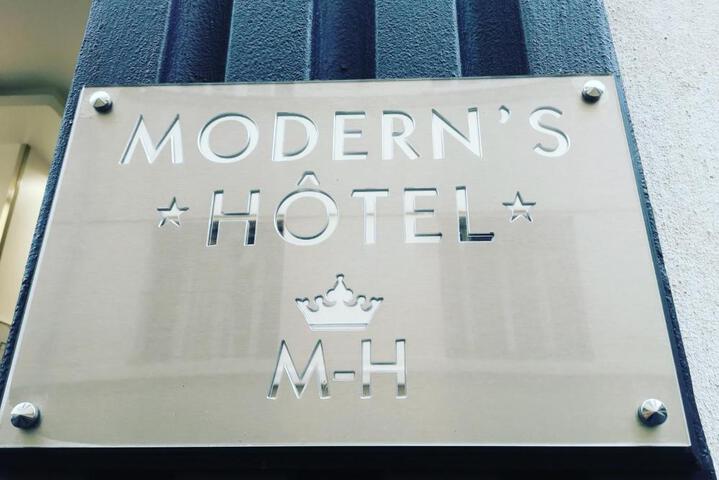 MODERN'S
★ HÔTEL ★
M-H